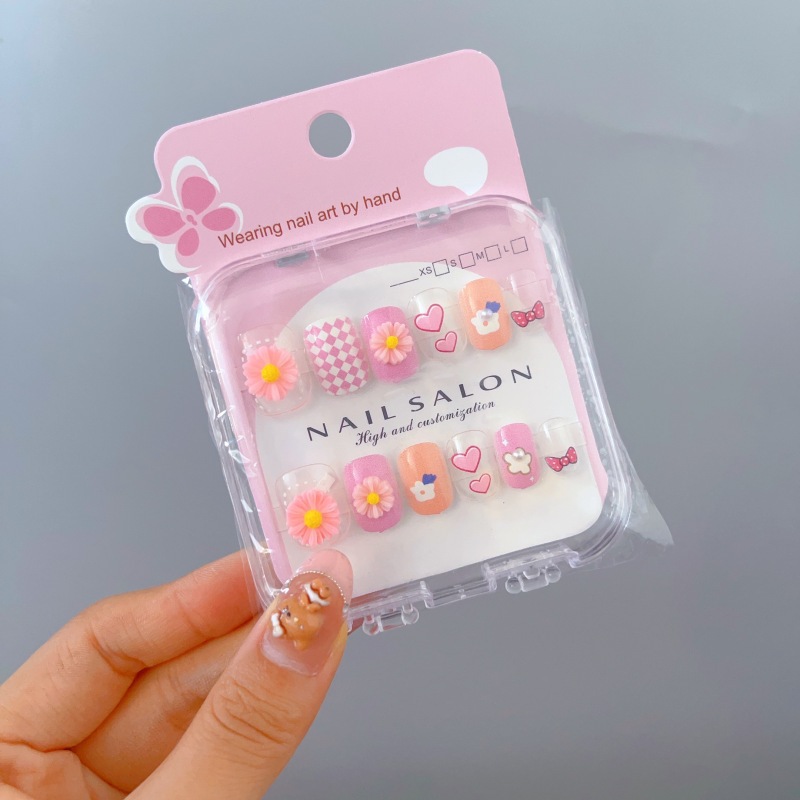 Wearing nail art by hand
XS S M L
NAIL SALON
High and customization